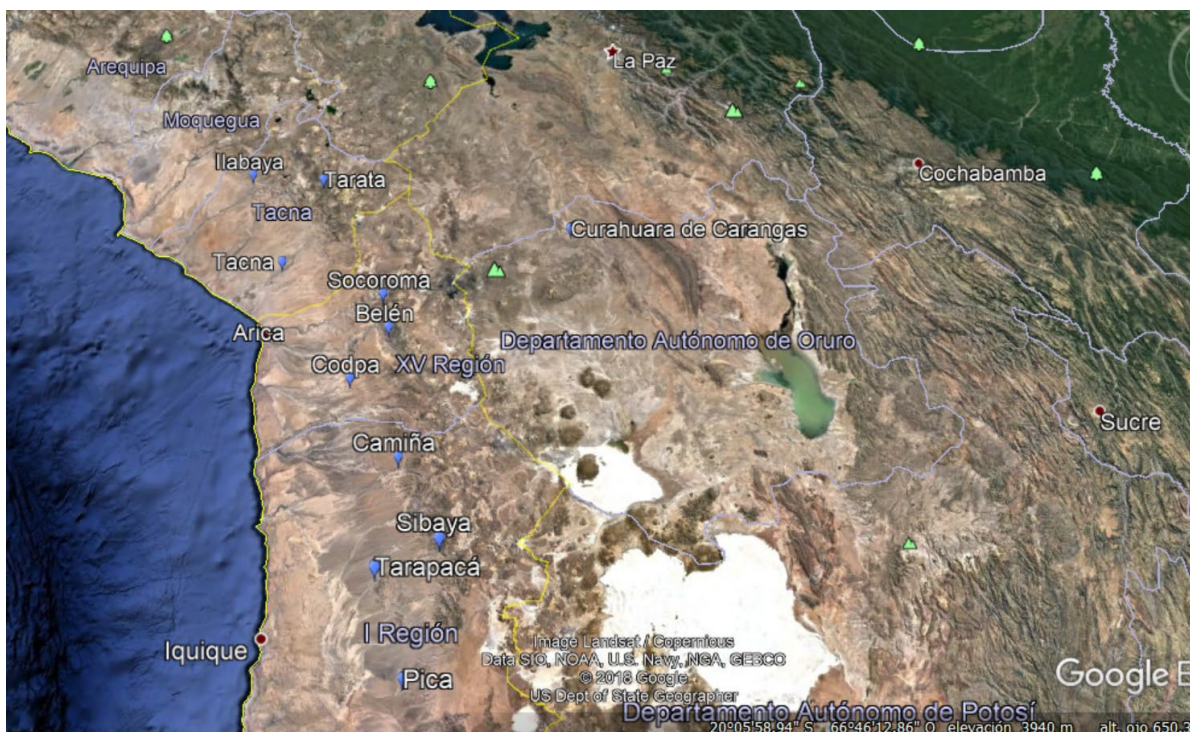 Arequipa
La Paz
Moquegua
Ilabaya
Tarata
Cochabamba
Tacna
Curahuara de Carangas
Tacna
Socoroma
Belén
Arica
Departamento Autónomo de Oruro
Codpa
XV Región
Sucre
Camiña
Sibaya
Tarapacá
I Región
Iquique
Image Landsat / Copernicus
Data SIO, NOAA, U.S. Navy, NGA, GEBCO
© 2018 Google
US Dept of State Geographer
Pica
Google E
Departamento Autónomo de Potosí
20°05'58.94" S 66°46'12.86" O elevación 3940 m alt. ojo 650.3